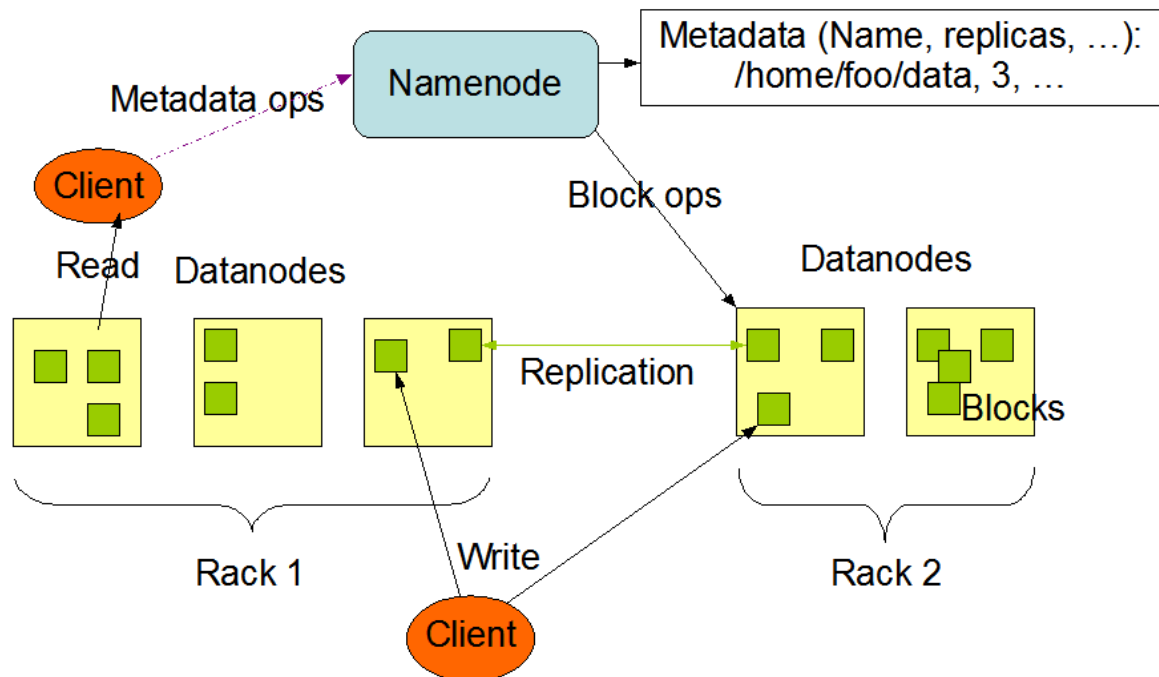 Metadata (Name, replicas, …):
/home/foo/data, 3, …
Namenode
Metadata ops
Client
Block ops
Read
Datanodes
Datanodes
Replication
Blocks
Rack 1
Write
Rack 2
Client